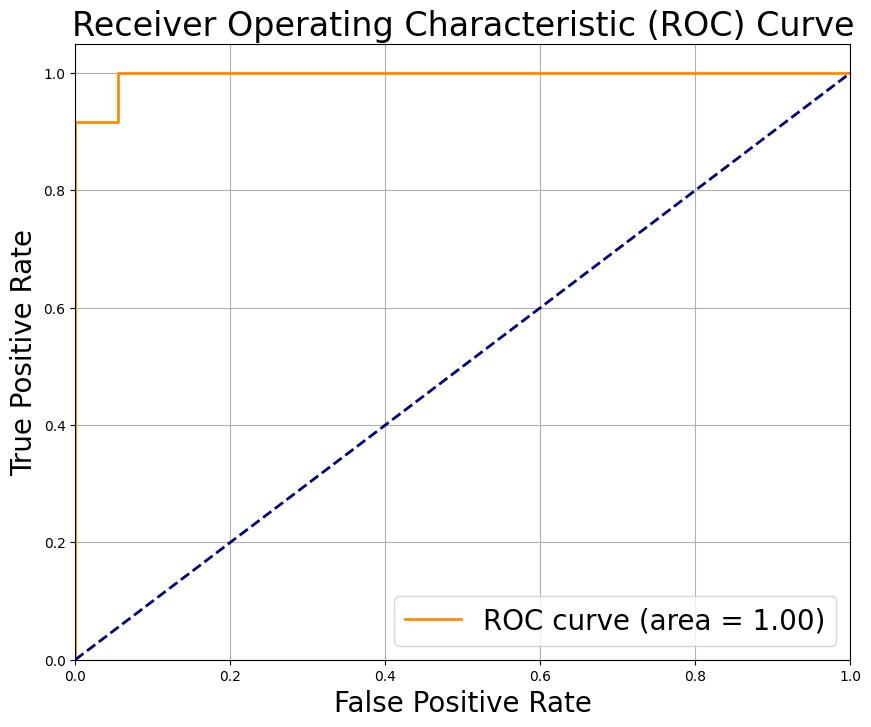 Receiver Operating Characteristic (ROC) Curve
1.0
0.8
0.6
0.4
0.2
0.0
True Positive Rate
ROC curve (area = 1.00)
0.0 0.2 0.4 0.6 0.8 1.0
False Positive Rate